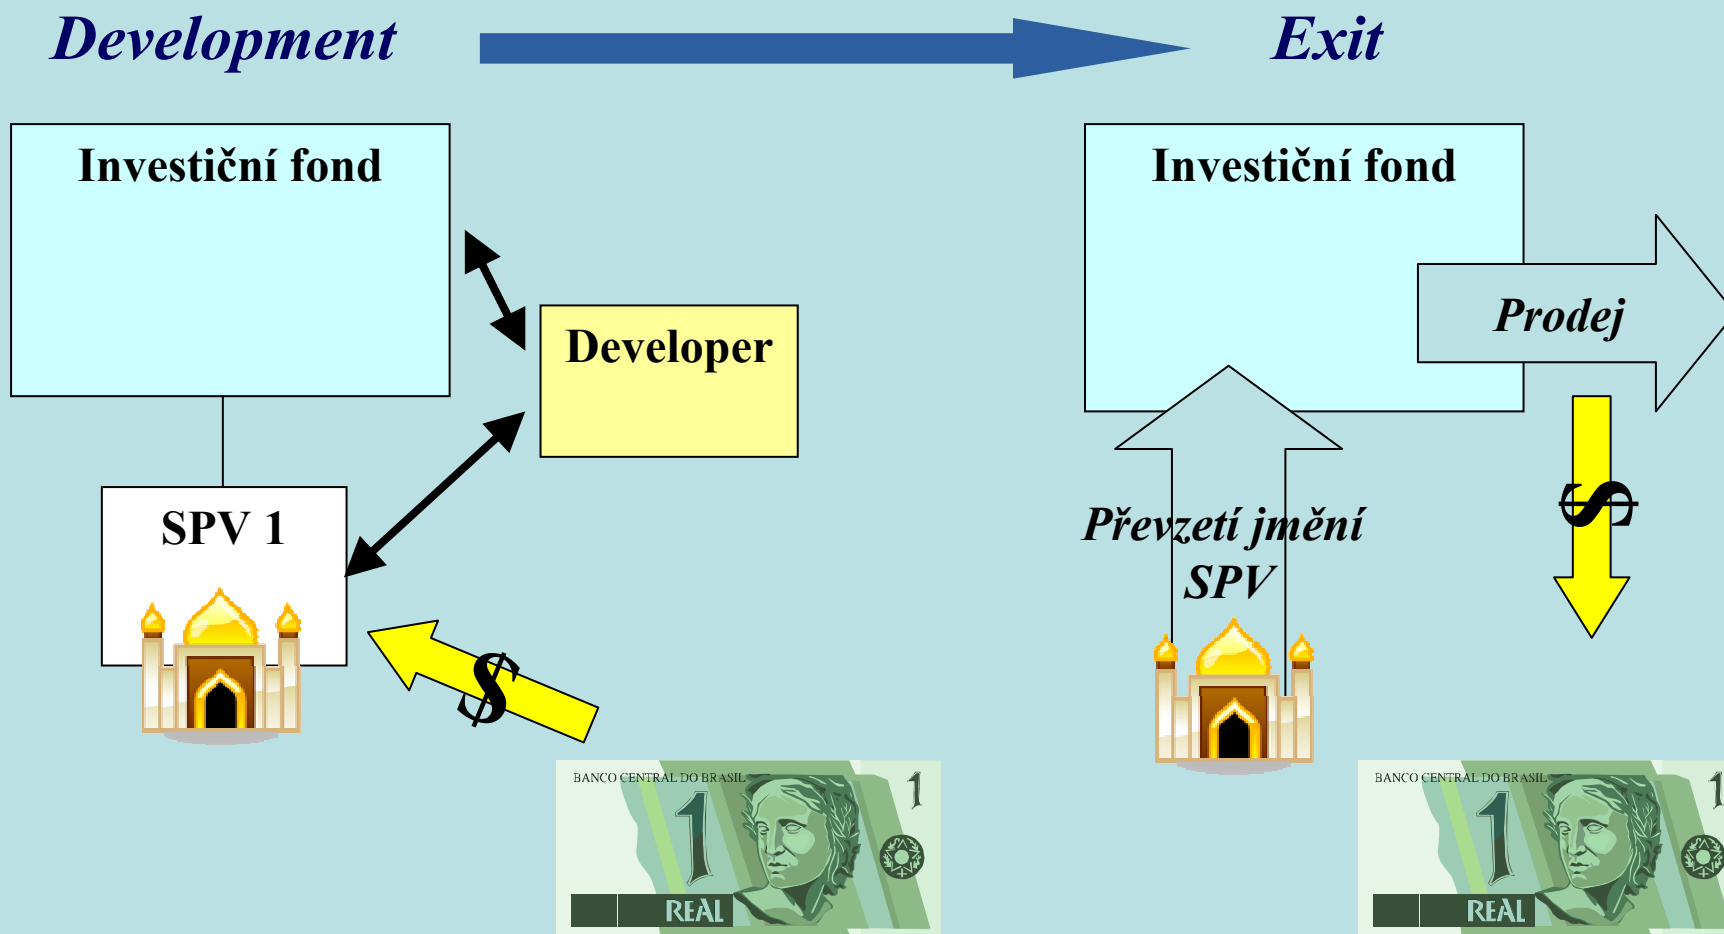 Development
Exit
Investiční fond
Developer
SPV 1
$
BANCO CENTRAL DO BRASIL
1
1
REAL
Investiční fond
Prodej
Převzetí jmění
SPV
$
BANCO CENTRAL DO BRASIL
1
1
REAL